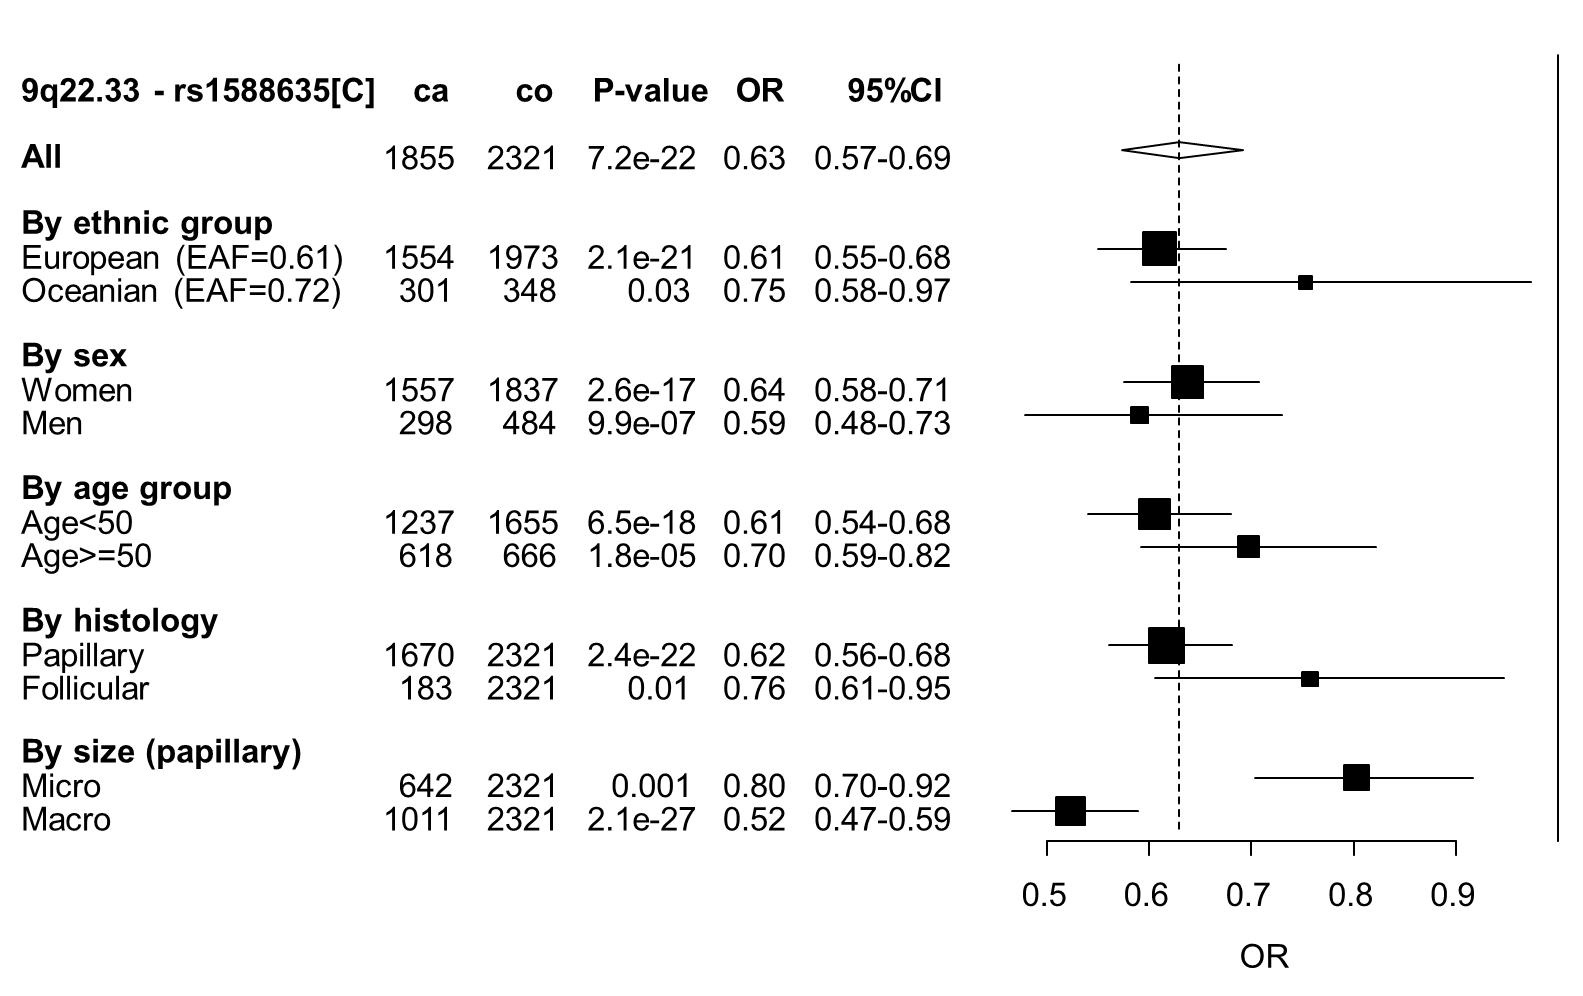 9q22.33 - rs1588635[C] ca co P-value OR 95%CI
All 1855 2321 7.2e-22 0.63 0.57-0.69
By ethnic group
European (EAF=0.61) 1554 1973 2.1e-21 0.61 0.55-0.68
Oceanian (EAF=0.72) 301 348 0.03 0.75 0.58-0.97
By sex
Women 1557 1837 2.6e-17 0.64 0.58-0.71
Men 298 484 9.9e-07 0.59 0.48-0.73
By age group
Age<50 1237 1655 6.5e-18 0.61 0.54-0.68
Age>=50 618 666 1.8e-05 0.70 0.59-0.82
By histology
Papillary 1670 2321 2.4e-22 0.62 0.56-0.68
Follicular 183 2321 0.01 0.76 0.61-0.95
By size (papillary)
Micro 642 2321 0.001 0.80 0.70-0.92
Macro 1011 2321 2.1e-27 0.52 0.47-0.59
0.5 0.6 0.7 0.8 0.9
OR